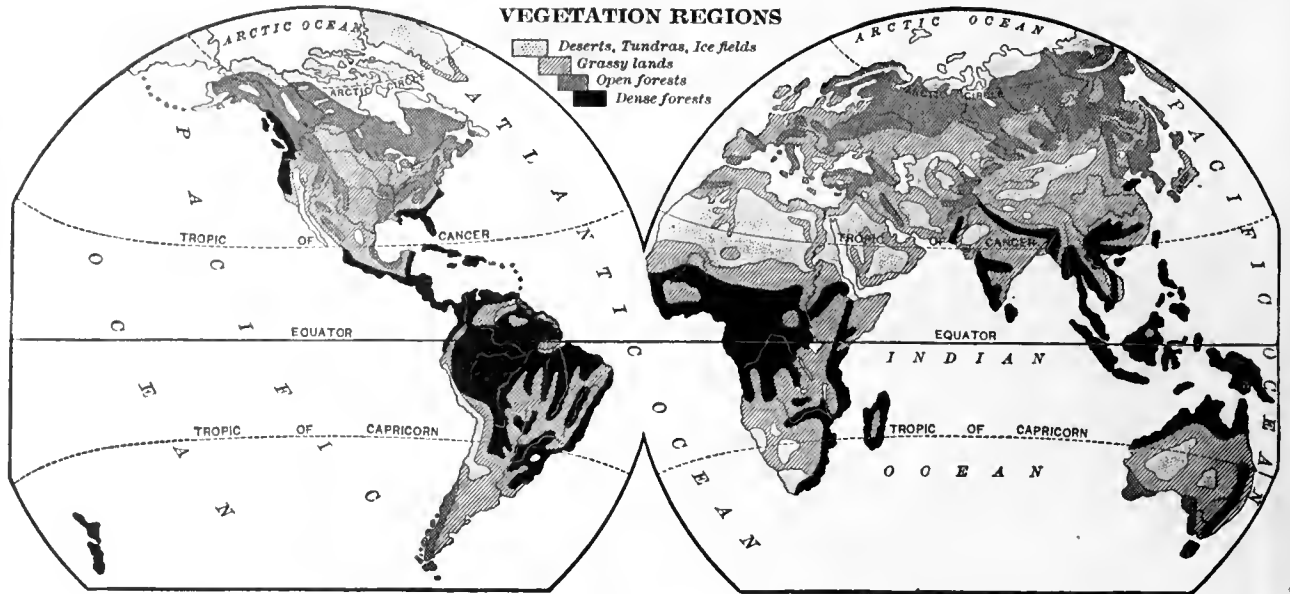 VEGETATION REGIONS
Deserts, Tundras, Ice fields
Grassy lands
Open forests
Dense forests
ARCTIC OCEAN
ARCTIC CIRCLE
PACIFIC
OCEAN
ATLANTIC
OCEAN
TROPIC OF CANCER
EQUATOR
TROPIC OF CAPRICORN
ARCTIC OCEAN
ARCTIC CIRCLE
PACIFIC
OCEAN
TROPIC OF CANCER
EQUATOR
INDIAN
TROPIC OF CAPRICORN
OCEAN